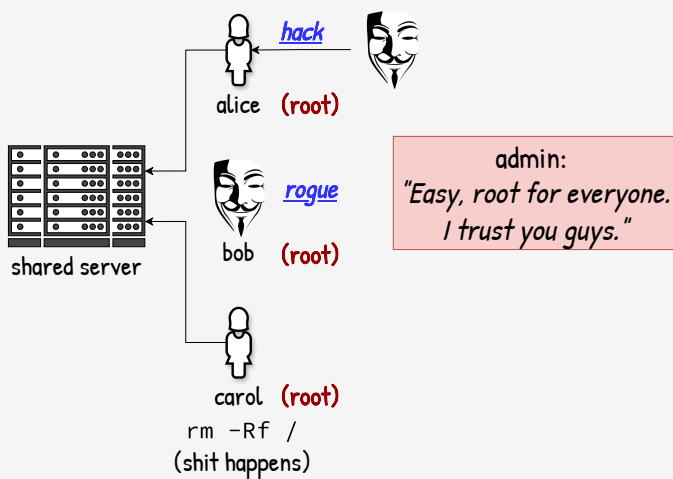 hack
alice (root)
admin:
"Easy, root for everyone.
I trust you guys."
rogue
bob (root)
shared server
carol (root)
rm -Rf /
(shit happens)